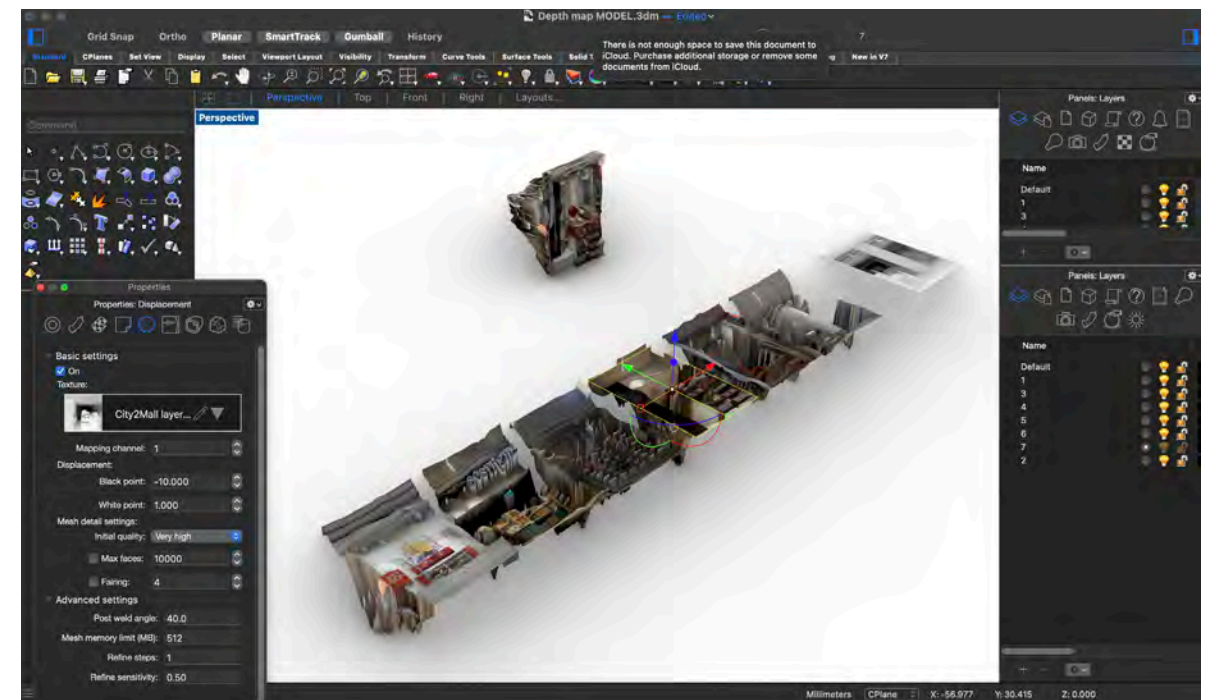 Depth map MODEL.3dm — Edited
Grid Snap Ortho Planar SmartTrack Gumball History 7
Standard CPlanes Set View Display Select Viewport Layout Visibility Transform Curve Tools Surface Tools Solid New in V7
There is not enough space to save this document to
iCloud. Purchase additional storage or remove some
documents from iCloud.
Perspective Top Front Right Layouts...
Command
Perspective
Panels: Layers
Name
Default
1
3
Panels: Layers
Name
Default
1
3
4
5
6
7
2
Properties
Properties: Displacement
Basic settings
On
Texture:
City2Mall layer...
Mapping channel: 1
Displacement:
Black point: -10.000
White point: 1.000
Mesh detail settings:
Initial quality: Very high
Max faces: 10000
Fairing: 4
Advanced settings
Post weld angle: 40.0
Mesh memory limit (MB): 512
Refine steps: 1
Refine sensitivity: 0.50
Millimeters CPlane X: -56.977 Y: 30.415 Z: 0.000